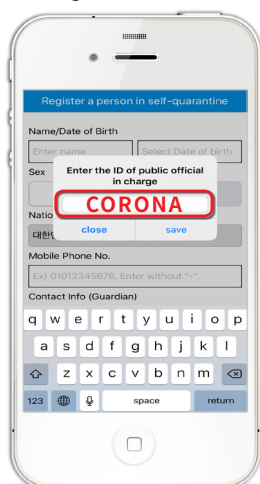 Register a person in self-quarantine
Name/Date of Birth
Enter name Select Date of birth
Sex
Enter the ID of public official
in charge
CORONA
close save
Natio
대한
Mobile Phone No.
Ex) 01012345678. Enter without "-".
Contact Info (Guardian)
q w e r t y u i o p
a s d f g h j k l
z x c v b n m
123 space return